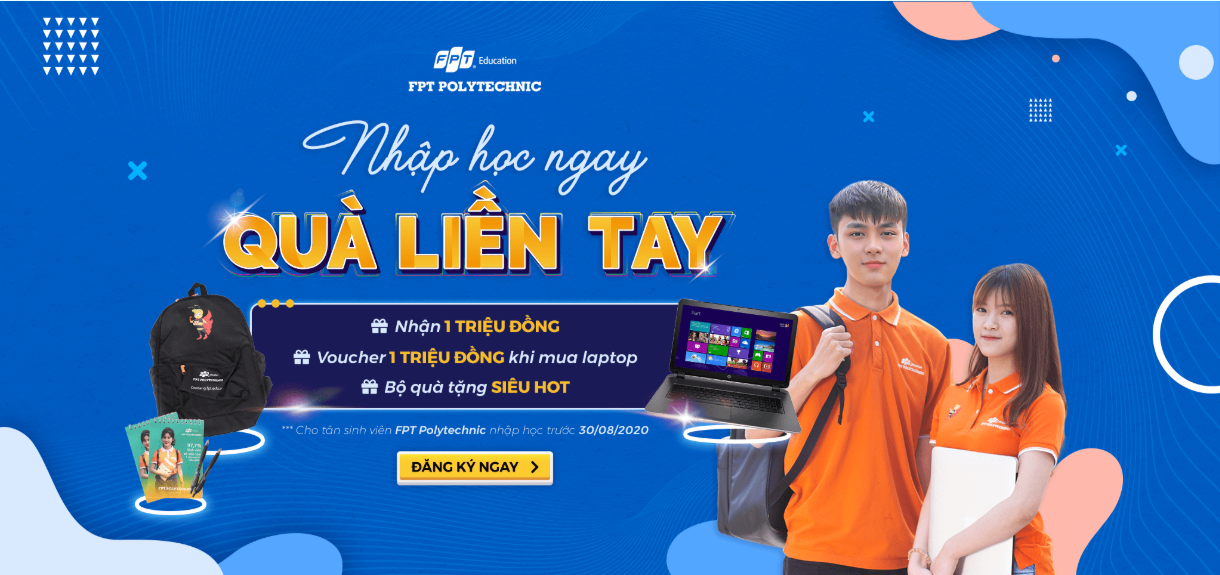 FPT Education
FPT POLYTECHNIC
Nhập học ngay
QUÀ LIỀN TAY
Nhận 1 TRIỆU ĐỒNG
Voucher 1 TRIỆU ĐỒNG khi mua laptop
Bộ quà tặng SIÊU HOT
*** Cho tân sinh viên FPT Polytechnic nhập học trước 30/08/2020
ĐĂNG KÝ NGAY